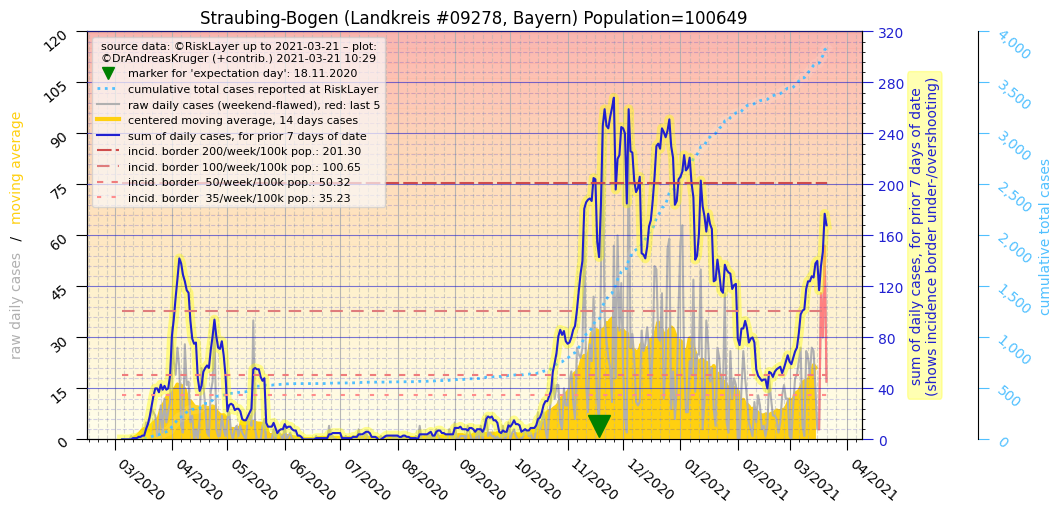 Straubing-Bogen (Landkreis #09278, Bayern) Population=100649
source data: ©RiskLayer up to 2021-03-21 – plot:
©DrAndreasKruger (+contrib.) 2021-03-21 10:29
marker for 'expectation day': 18.11.2020
cumulative total cases reported at RiskLayer
raw daily cases (weekend-flawed), red: last 5
centered moving average, 14 days cases
sum of daily cases, for prior 7 days of date
incid. border 200/week/100k pop.: 201.30
incid. border 100/week/100k pop.: 100.65
incid. border  50/week/100k pop.: 50.32
incid. border  35/week/100k pop.: 35.23
raw daily cases / moving average
120
105
90
75
60
45
30
15
0
03/2020
04/2020
05/2020
06/2020
07/2020
08/2020
09/2020
10/2020
11/2020
12/2020
01/2021
02/2021
03/2021
04/2021
320
280
240
200
160
120
80
40
0
sum of daily cases, for prior 7 days of date
(shows incidence border under-/overshooting)
4,000
3,500
3,000
2,500
2,000
1,500
1,000
500
0
cumulative total cases